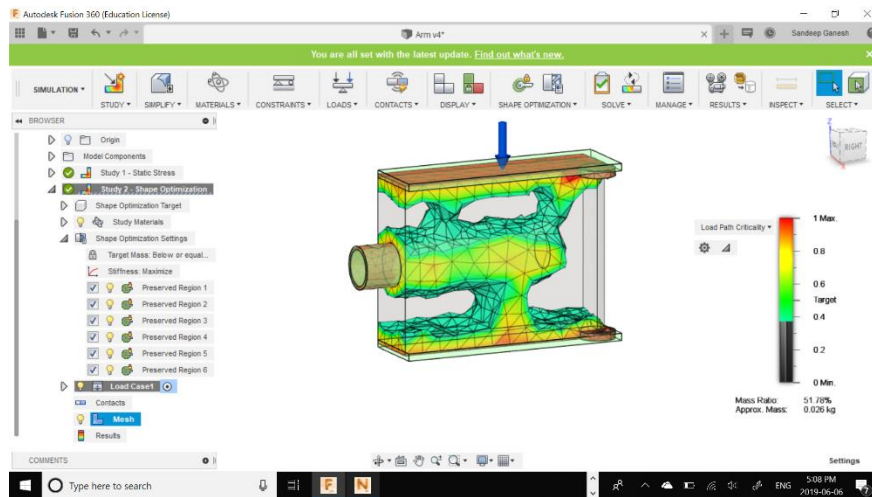 Autodesk Fusion 360 (Education License)
Arm v4*
Sandeep Ganesh
You are all set with the latest update. Find out what's new.
SIMULATION
STUDY
SIMPLIFY
MATERIALS
CONSTRAINTS
LOADS
CONTACTS
DISPLAY
SHAPE OPTIMIZATION
SOLVE
MANAGE
RESULTS
INSPECT
SELECT
BROWSER
Origin
Model Components
Study 1 - Static Stress
Study 2 - Shape Optimization
Shape Optimization Target
Study Materials
Shape Optimization Settings
Target Mass: Below or equal...
Stiffness: Maximize
Preserved Region 1
Preserved Region 2
Preserved Region 3
Preserved Region 4
Preserved Region 5
Preserved Region 6
Load Case1
Contacts
Mesh
Results
Z
RIGHT
Load Path Criticality
1 Max.
0.8
0.6
Target
0.4
0.2
0 Min.
Mass Ratio: 51.78%
Approx. Mass: 0.026 kg
COMMENTS
Settings
Type here to search
F
N
ENG
5:08 PM
2019-06-06
7